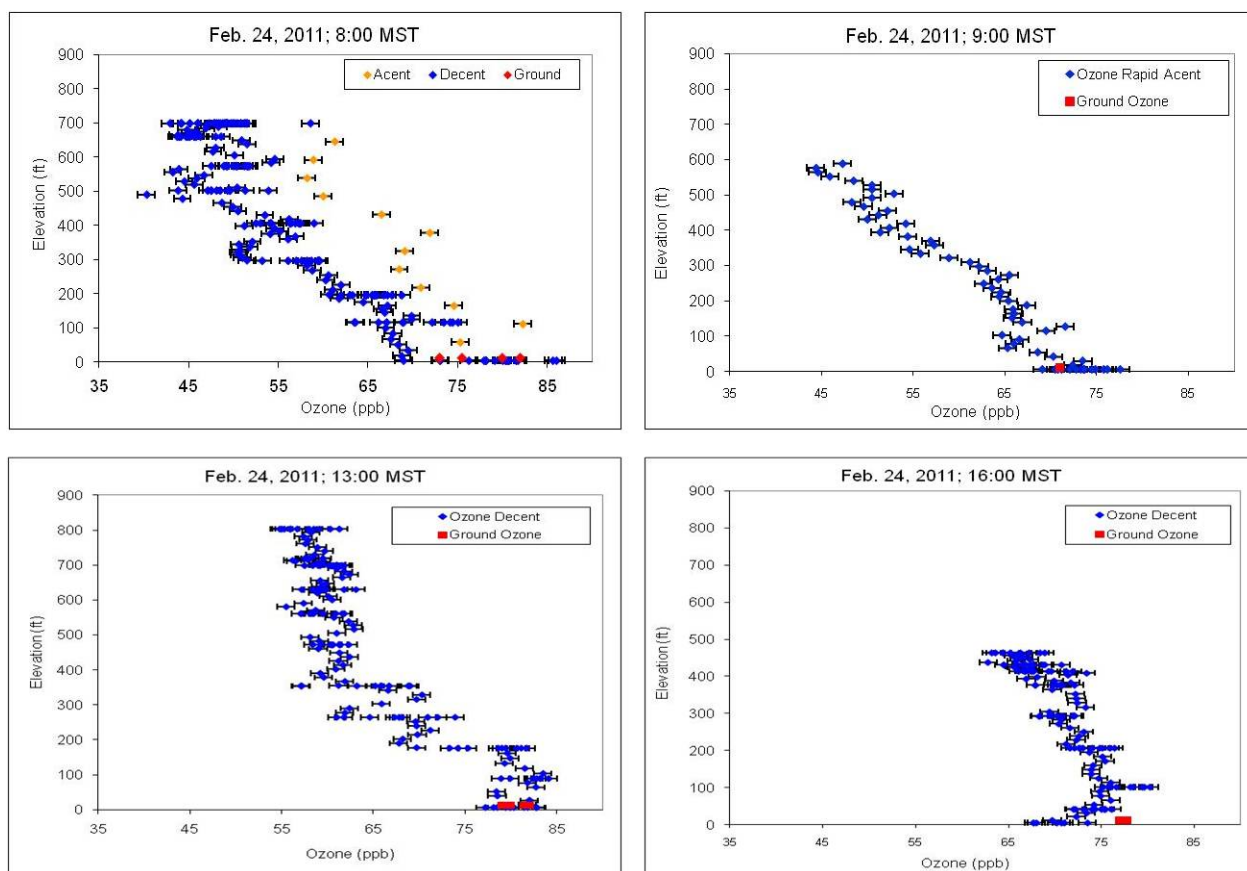 Feb. 24, 2011; 8:00 MST
Elevation (ft)
900
800
700
600
500
400
300
200
100
0
Acent Decent Ground
35 45 55 65 75 85
Ozone (ppb)
Feb. 24, 2011; 9:00 MST
Elevation (ft)
900
800
700
600
500
400
300
200
100
0
Ozone Rapid Acent
Ground Ozone
35 45 55 65 75 85
Ozone (ppb)
Feb. 24, 2011; 13:00 MST
Elevation (ft)
900
800
700
600
500
400
300
200
100
0
Ozone Decent
Ground Ozone
35 45 55 65 75 85
Ozone (ppb)
Feb. 24, 2011; 16:00 MST
Elevation (ft)
900
800
700
600
500
400
300
200
100
0
Ozone Decent
Ground Ozone
35 45 55 65 75 85
Ozone (ppb)